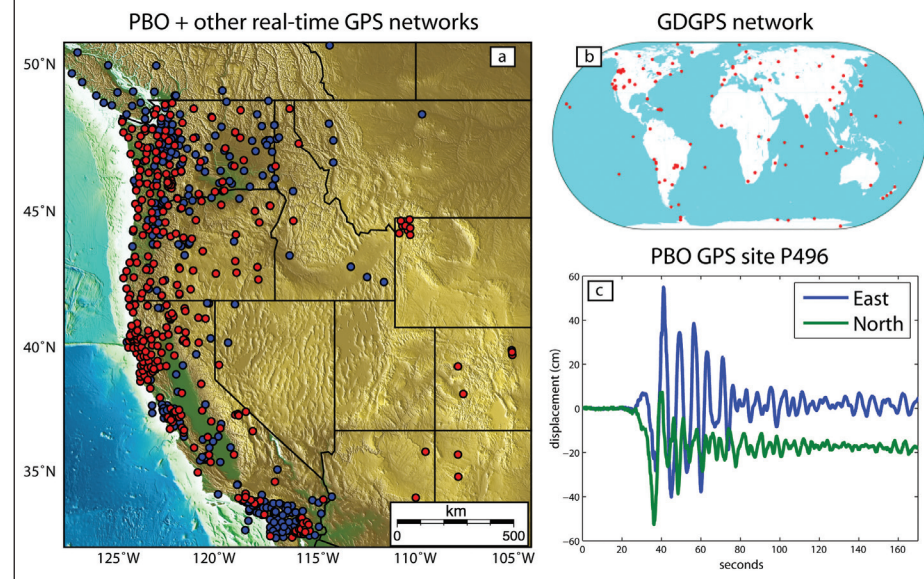 PBO + other real-time GPS networks
a
50°N
45°N
40°N
35°N
125°W 120°W 115°W 110°W 105°W
km
0 500
GDGPS network
b
PBO GPS site P496
c
East
North
displacement (cm)
60
40
20
0
−20
−40
−60
0 20 40 60 80 100 120 140 160
seconds